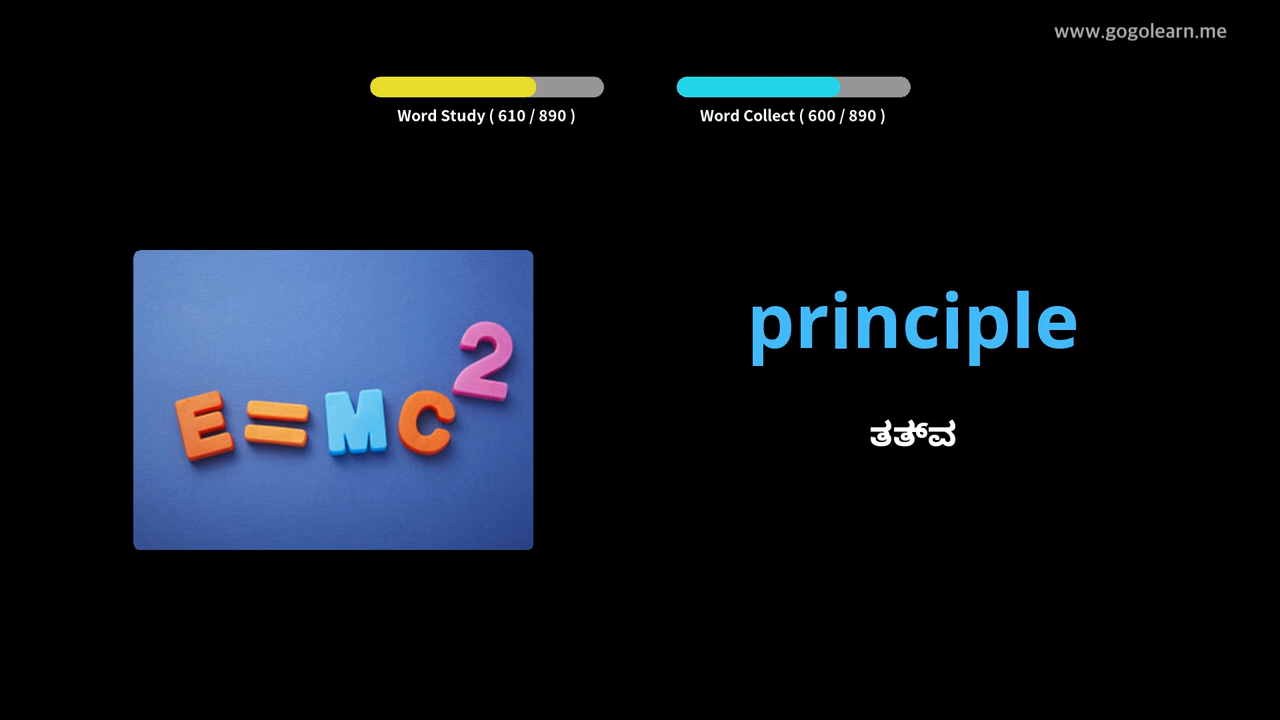 www.gogolearn.me
Word Study ( 610 / 890 )
Word Collect ( 600 / 890 )
E=MC²
principle
ತತ್‌ವ